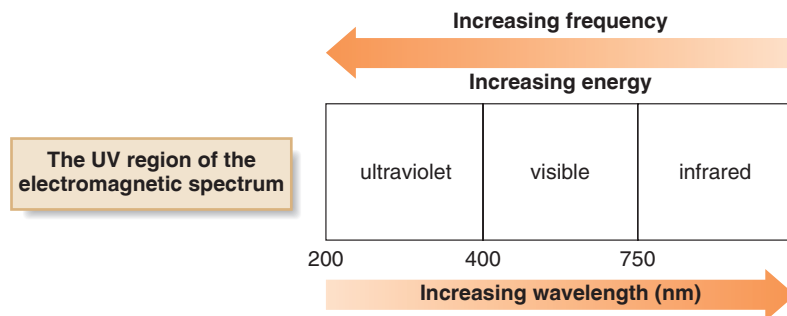 Increasing frequency
Increasing energy
The UV region of the
electromagnetic spectrum
ultraviolet visible infrared
200 400 750
Increasing wavelength (nm)